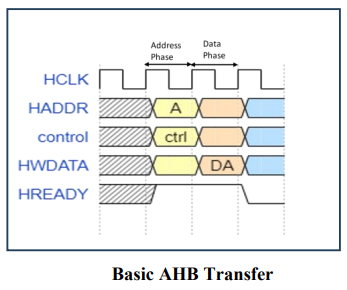 Address Phase
Data Phase
HCLK
HADDR A
control ctrl
HWDATA DA
HREADY
Basic AHB Transfer